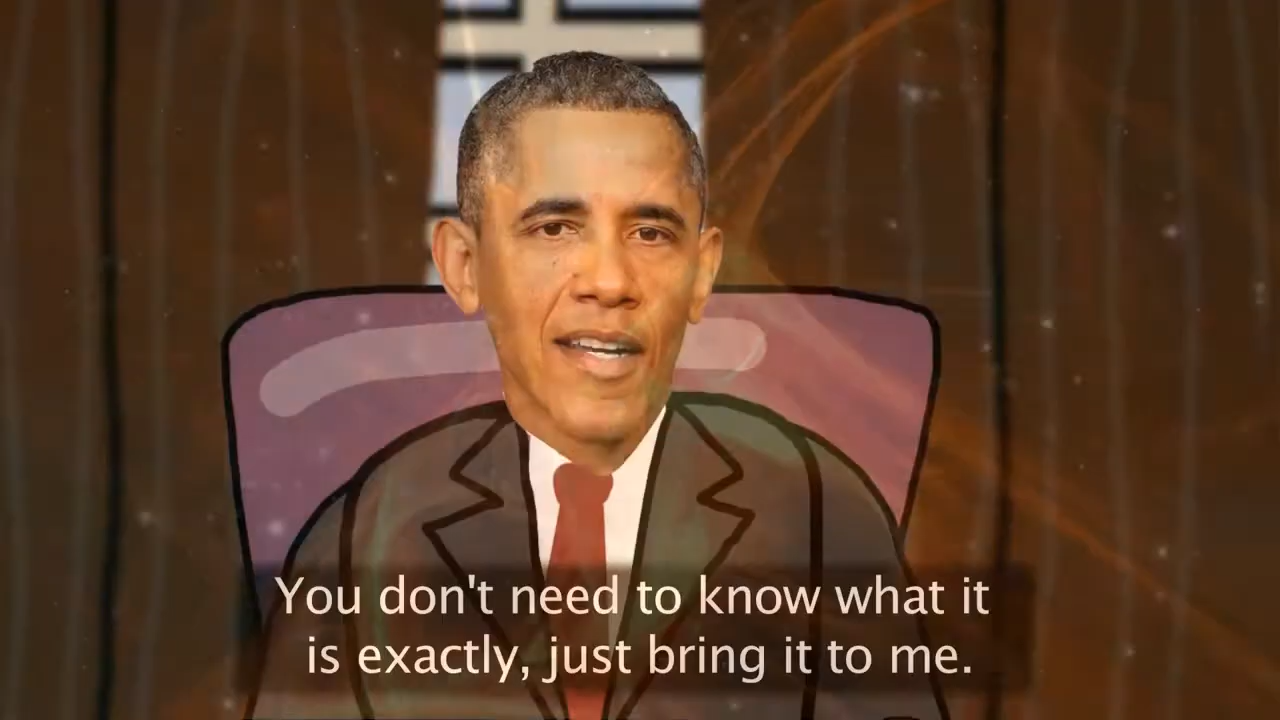 You don't need to know what it
is exactly, just bring it to me.